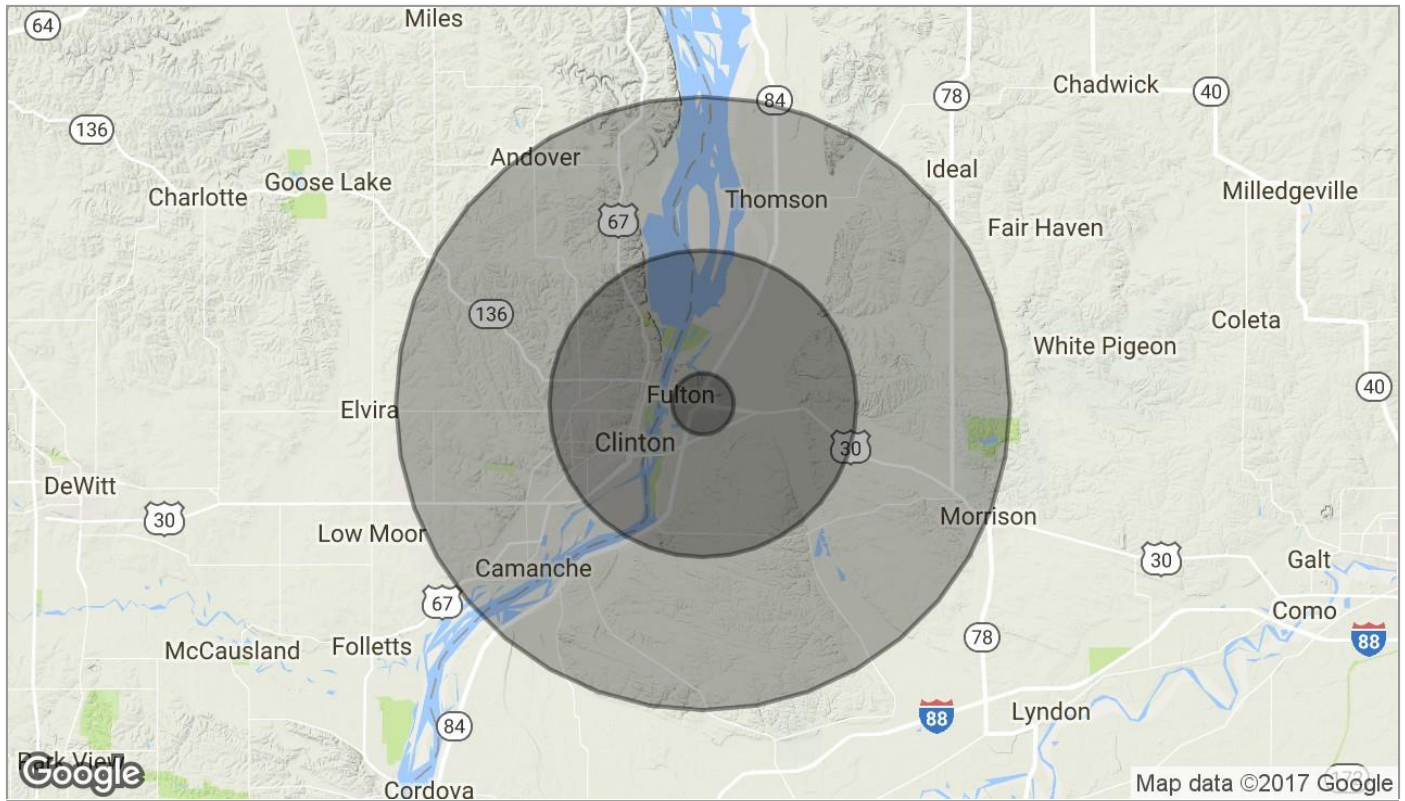 64
Miles
Chadwick
84
78
40
136
Andover
Ideal
Charlotte
Goose Lake
Thomson
Milledgeville
67
Fair Haven
136
Coleta
White Pigeon
40
Fulton
Elvira
Clinton
30
DeWitt
30
Morrison
Low Moor
30
Galt
Camanche
67
Como
78
88
McCausland
Folletts
88
Lyndon
84
Park View
Google
Cordova
172
Map data ©2017 Google